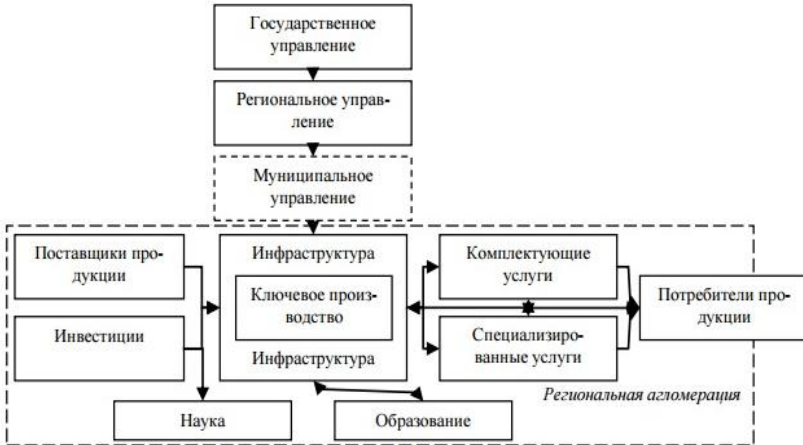 Государственное
управление
Региональное управ-
ление
Муниципальное
управление
Поставщики про-
дукции
Инфраструктура
Комплектующие
услуги
Ключевое произ-
водство
Потребители про-
дукции
Инвестиции
Инфраструктура
Специализиро-
ванные услуги
Региональная агломерация
Наука
Образование